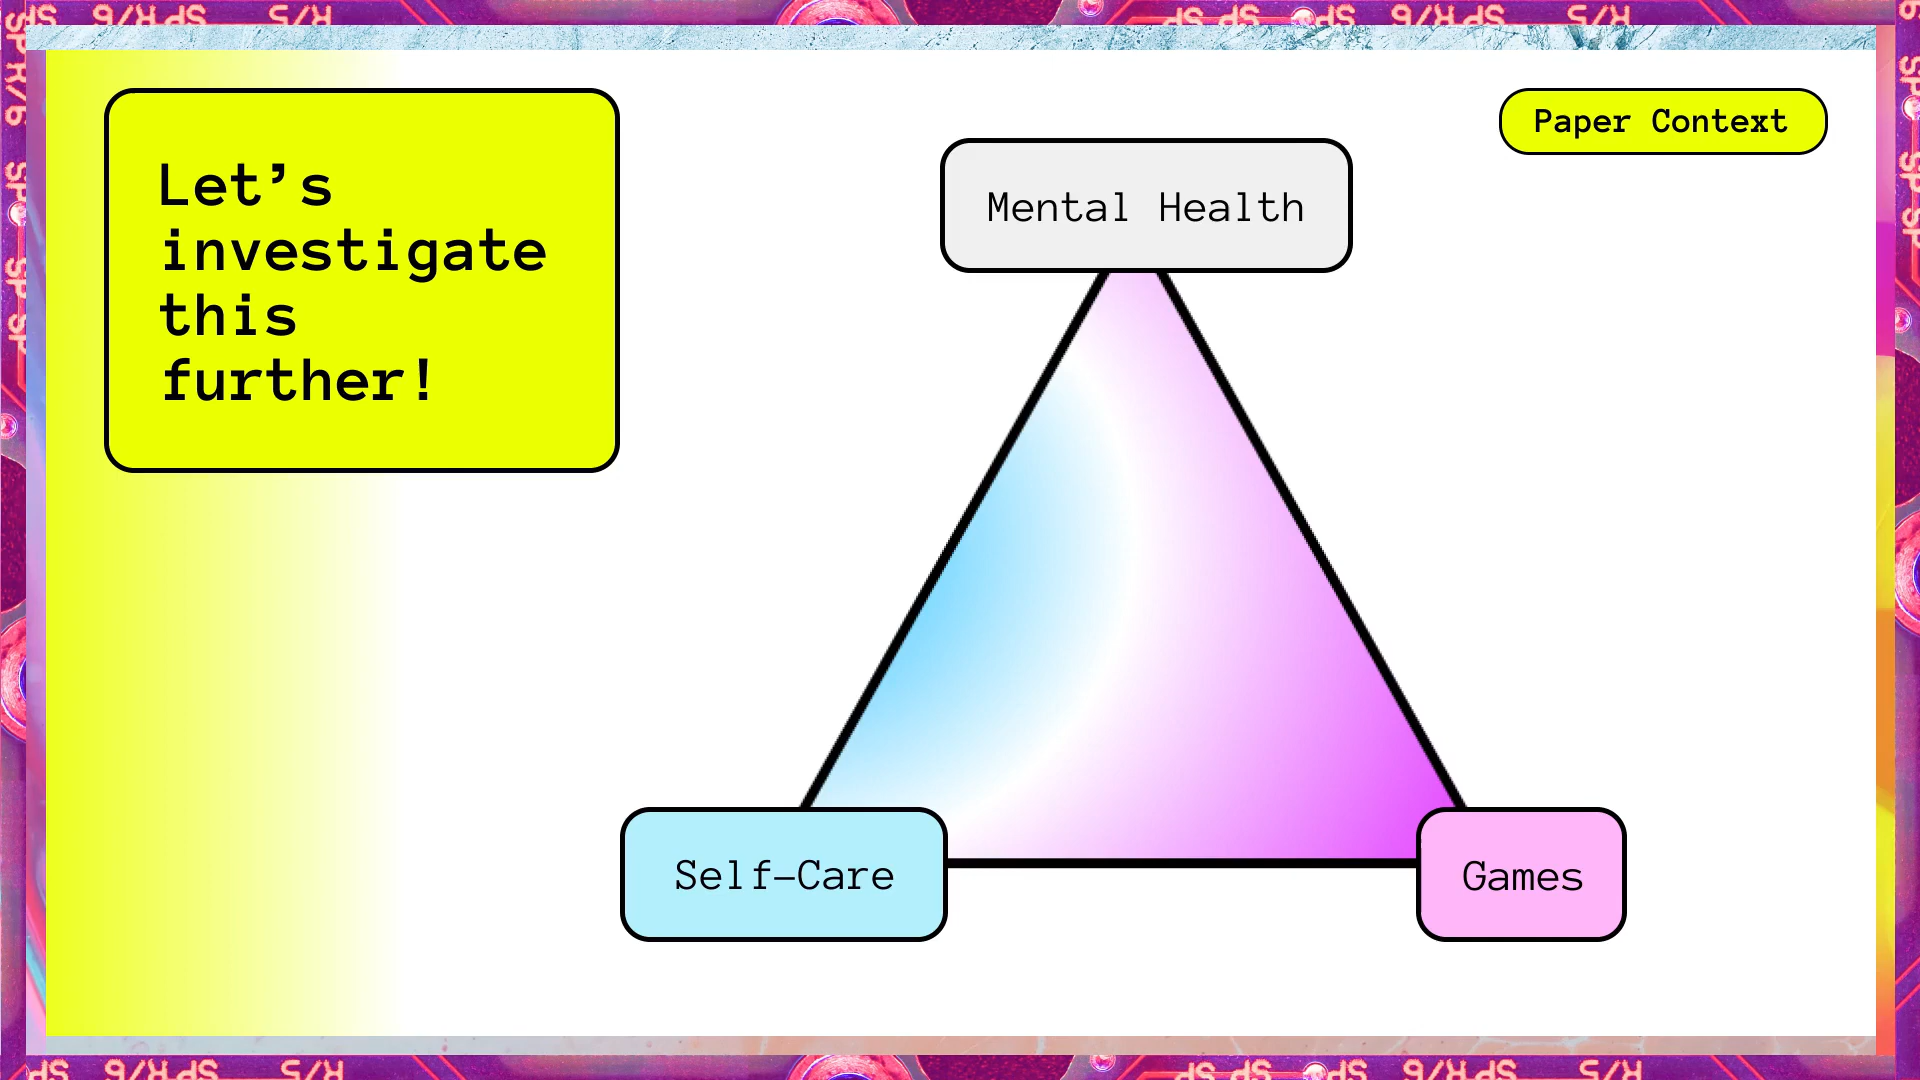 Let’s
investigate
this
further!
Paper Context
Mental Health
Self-Care
Games